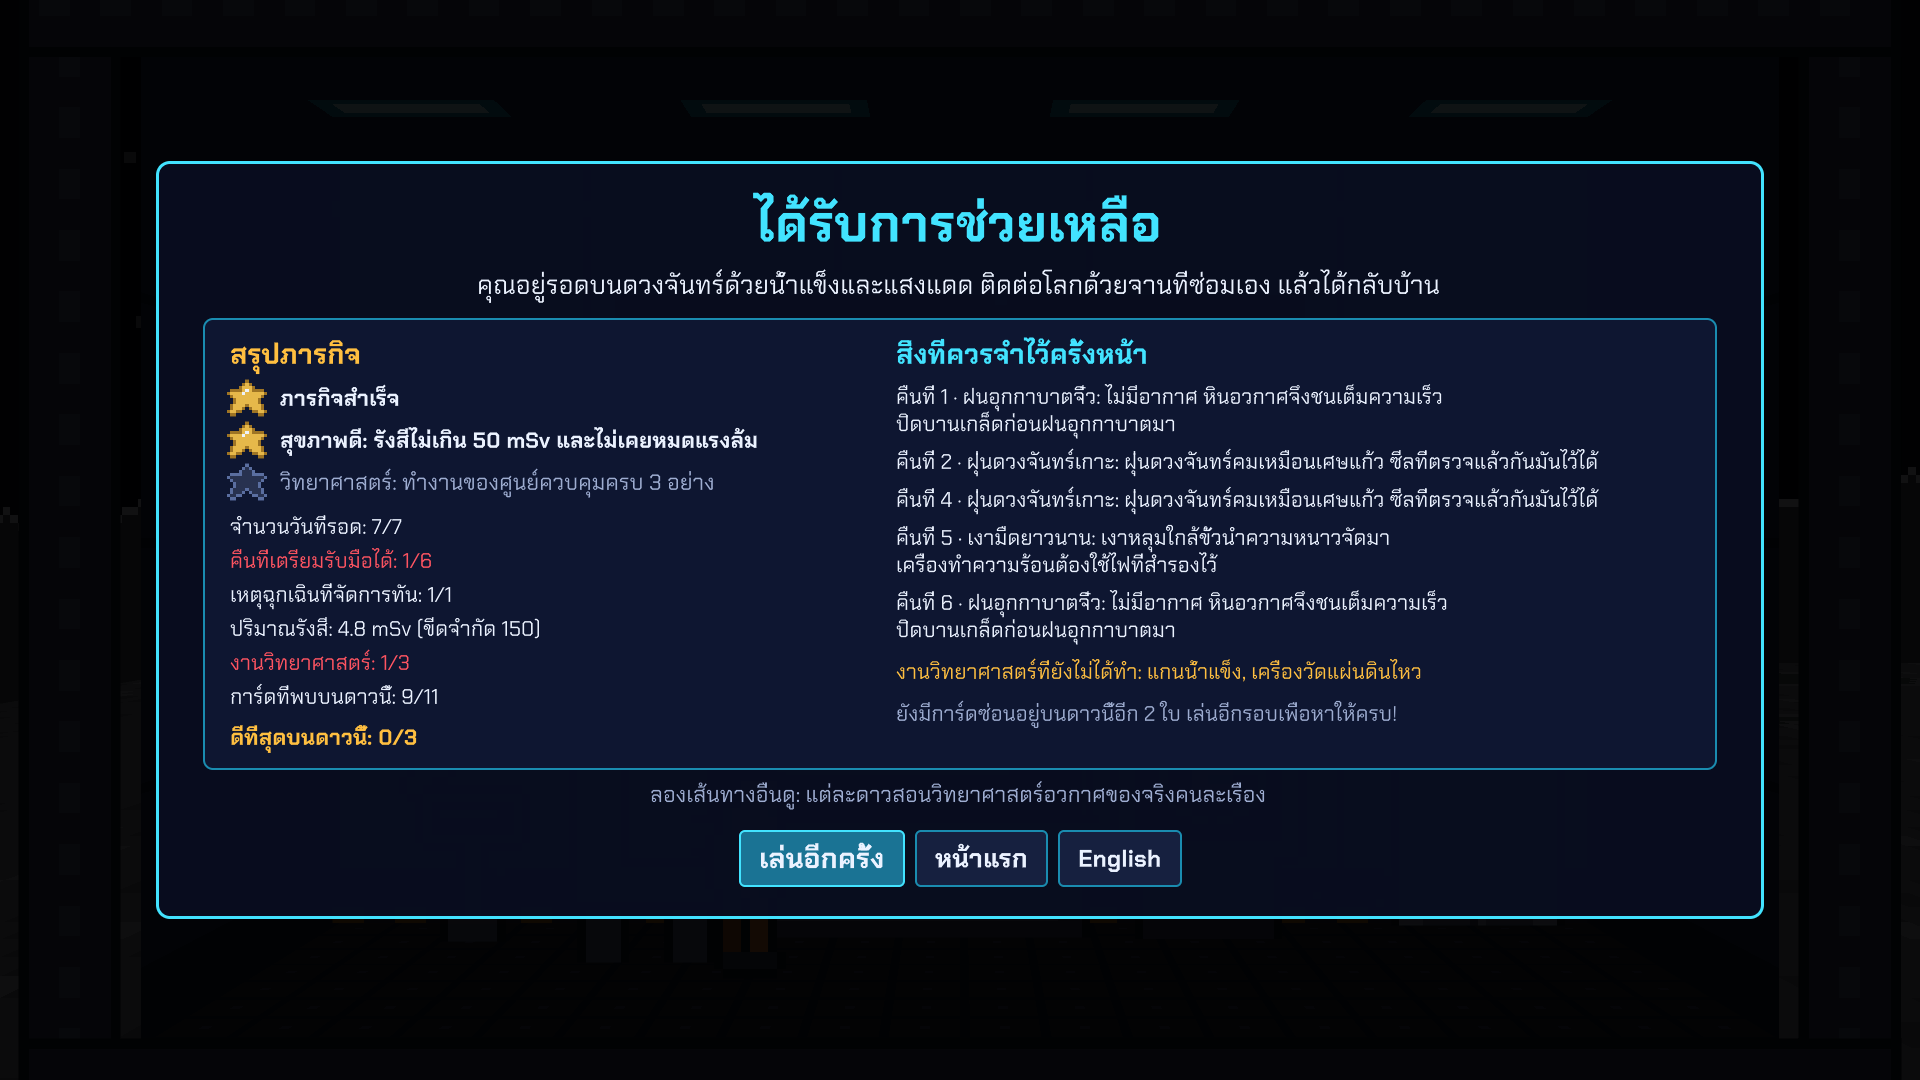 ได้รับการช่วยเหลือ
คุณอยู่รอดบนดวงจันทร์ด้วยน้ำแข็งและแสงแดด ติดต่อโลกด้วยจานที่ซ่อมเอง แล้วได้กลับบ้าน
สรุปภารกิจ
ภารกิจสำเร็จ
สุขภาพดี: รังสีไม่เกิน 50 mSv และไม่เคยหมดแรงล้ม
วิทยาศาสตร์: ทำงานของศูนย์ควบคุมครบ 3 อย่าง
จำนวนวันที่รอด: 7/7
คืนที่เตรียมรับมือได้: 1/6
เหตุฉุกเฉินที่จัดการทัน: 1/1
ปริมาณรังสี: 4.8 mSv (ขีดจำกัด 150)
งานวิทยาศาสตร์: 1/3
การ์ดที่พบบนดาวนี้: 9/11
ดีที่สุดบนดาวนี้: 0/3
สิ่งที่ควรจำไว้ครั้งหน้า
คืนที่ 1 · ฝนอุกกาบาตจิ๋ว: ไม่มีอากาศ หินอวกาศจึงชนเต็มความเร็ว
ปิดบานเกล็ดก่อนฝนอุกกาบาตมา
คืนที่ 2 · ฝุ่นดวงจันทร์เกาะ: ฝุ่นดวงจันทร์คมเหมือนเศษแก้ว ซีลที่ตรวจแล้วกันมันไว้ได้
คืนที่ 4 · ฝุ่นดวงจันทร์เกาะ: ฝุ่นดวงจันทร์คมเหมือนเศษแก้ว ซีลที่ตรวจแล้วกันมันไว้ได้
คืนที่ 5 · เงามืดยาวนาน: เงาหลุมใกล้ขั้วนำความหนาวจัดมา
เครื่องทำความร้อนต้องใช้ไฟที่สำรองไว้
คืนที่ 6 · ฝนอุกกาบาตจิ๋ว: ไม่มีอากาศ หินอวกาศจึงชนเต็มความเร็ว
ปิดบานเกล็ดก่อนฝนอุกกาบาตมา
งานวิทยาศาสตร์ที่ยังไม่ได้ทำ: แกนน้ำแข็ง, เครื่องวัดแผ่นดินไหว
ยังมีการ์ดซ่อนอยู่บนดาวนี้อีก 2 ใบ เล่นอีกรอบเพื่อหาให้ครบ!
ลองเส้นทางอื่นดู: แต่ละดาวสอนวิทยาศาสตร์อวกาศของจริงคนละเรื่อง
เล่นอีกครั้ง
หน้าแรก
English